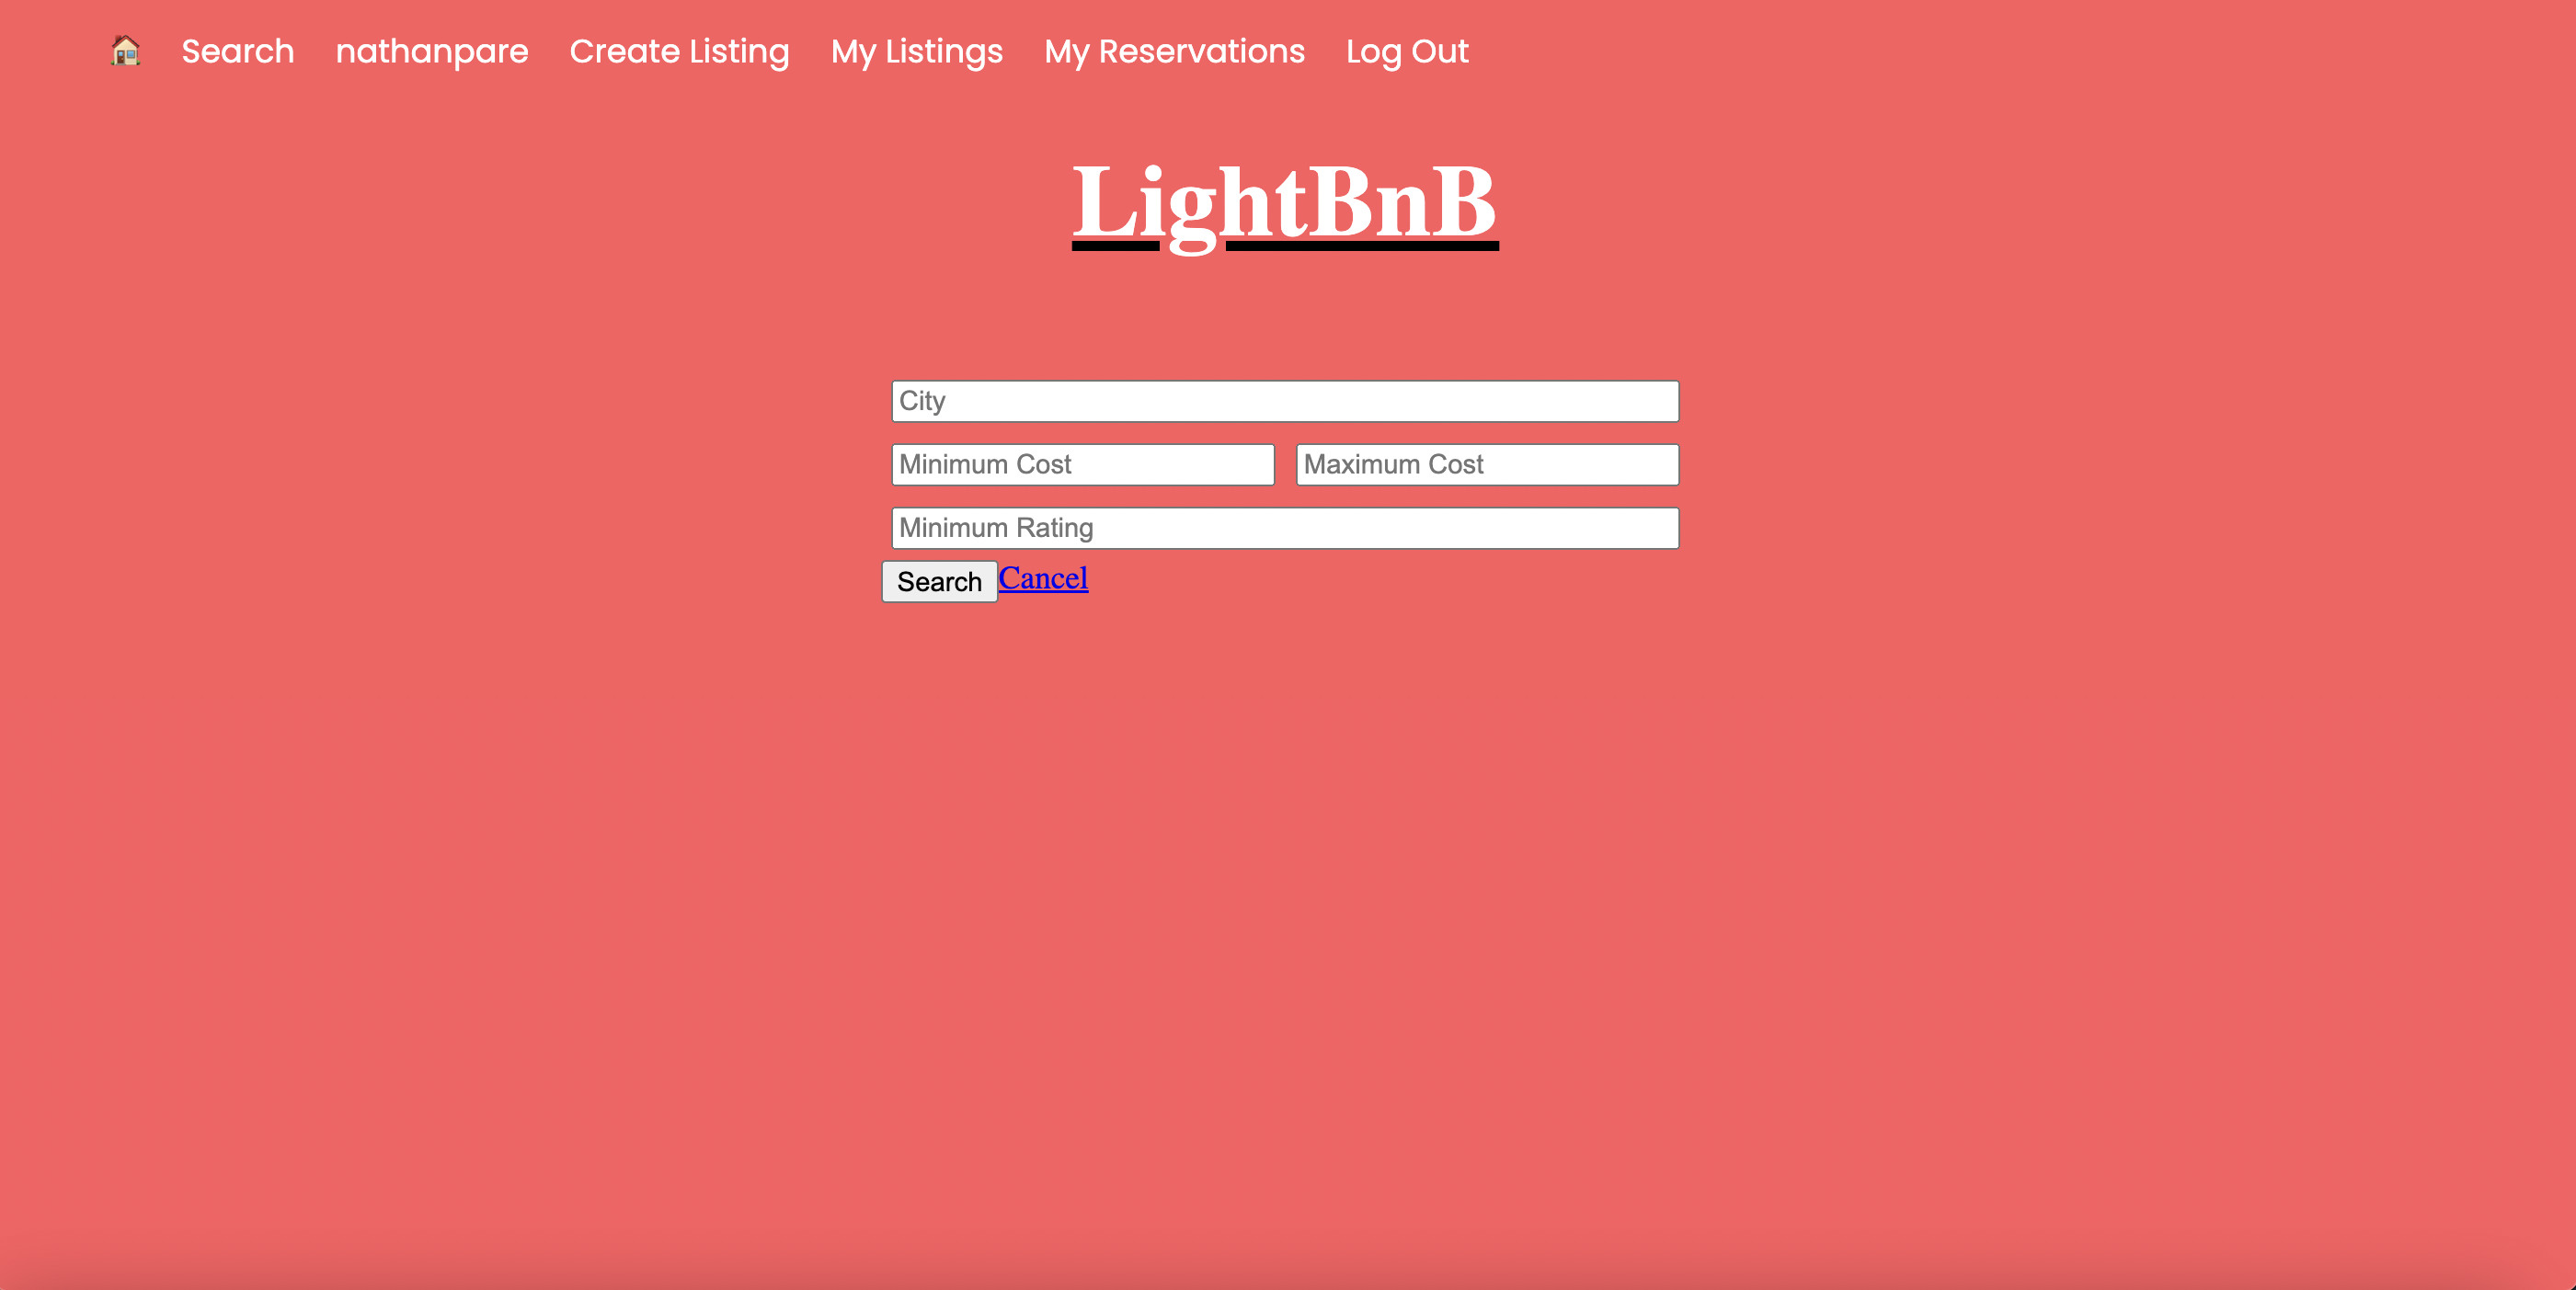 Search nathanpare Create Listing My Listings My Reservations Log Out
LightBnB
City
Minimum Cost Maximum Cost
Minimum Rating
Search Cancel